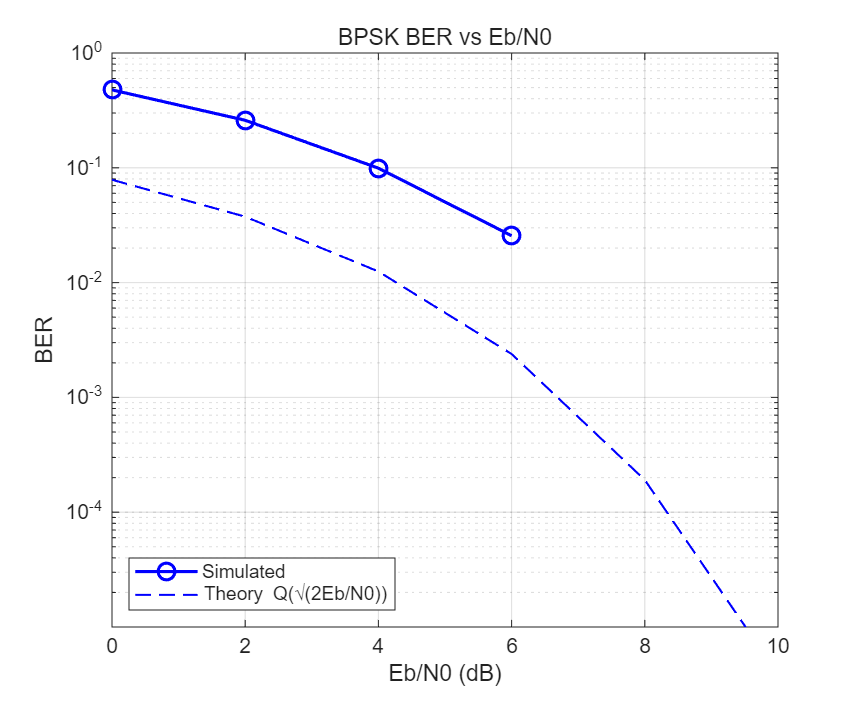 BPSK BER vs Eb/N0
10^0
10^-1
10^-2
10^-3
10^-4
BER
0 2 4 6 8 10
Eb/N0 (dB)
Simulated
Theory Q(√(2Eb/N0))